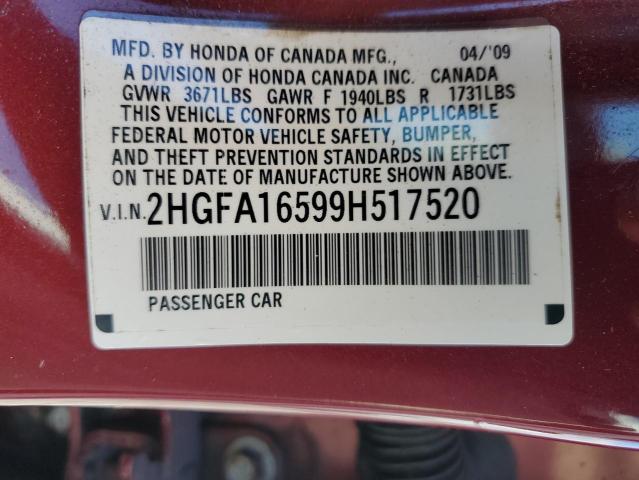 MFD. BY HONDA OF CANADA MFG., 04/'09
A DIVISION OF HONDA CANADA INC. CANADA
GVWR 3671LBS GAWR F 1940LBS R 1731LBS
THIS VEHICLE CONFORMS TO ALL APPLICABLE
FEDERAL MOTOR VEHICLE SAFETY, BUMPER,
AND THEFT PREVENTION STANDARDS IN EFFECT
ON THE DATE OF MANUFACTURE SHOWN ABOVE.
V.I.N. 2HGFA16599H517520
PASSENGER CAR